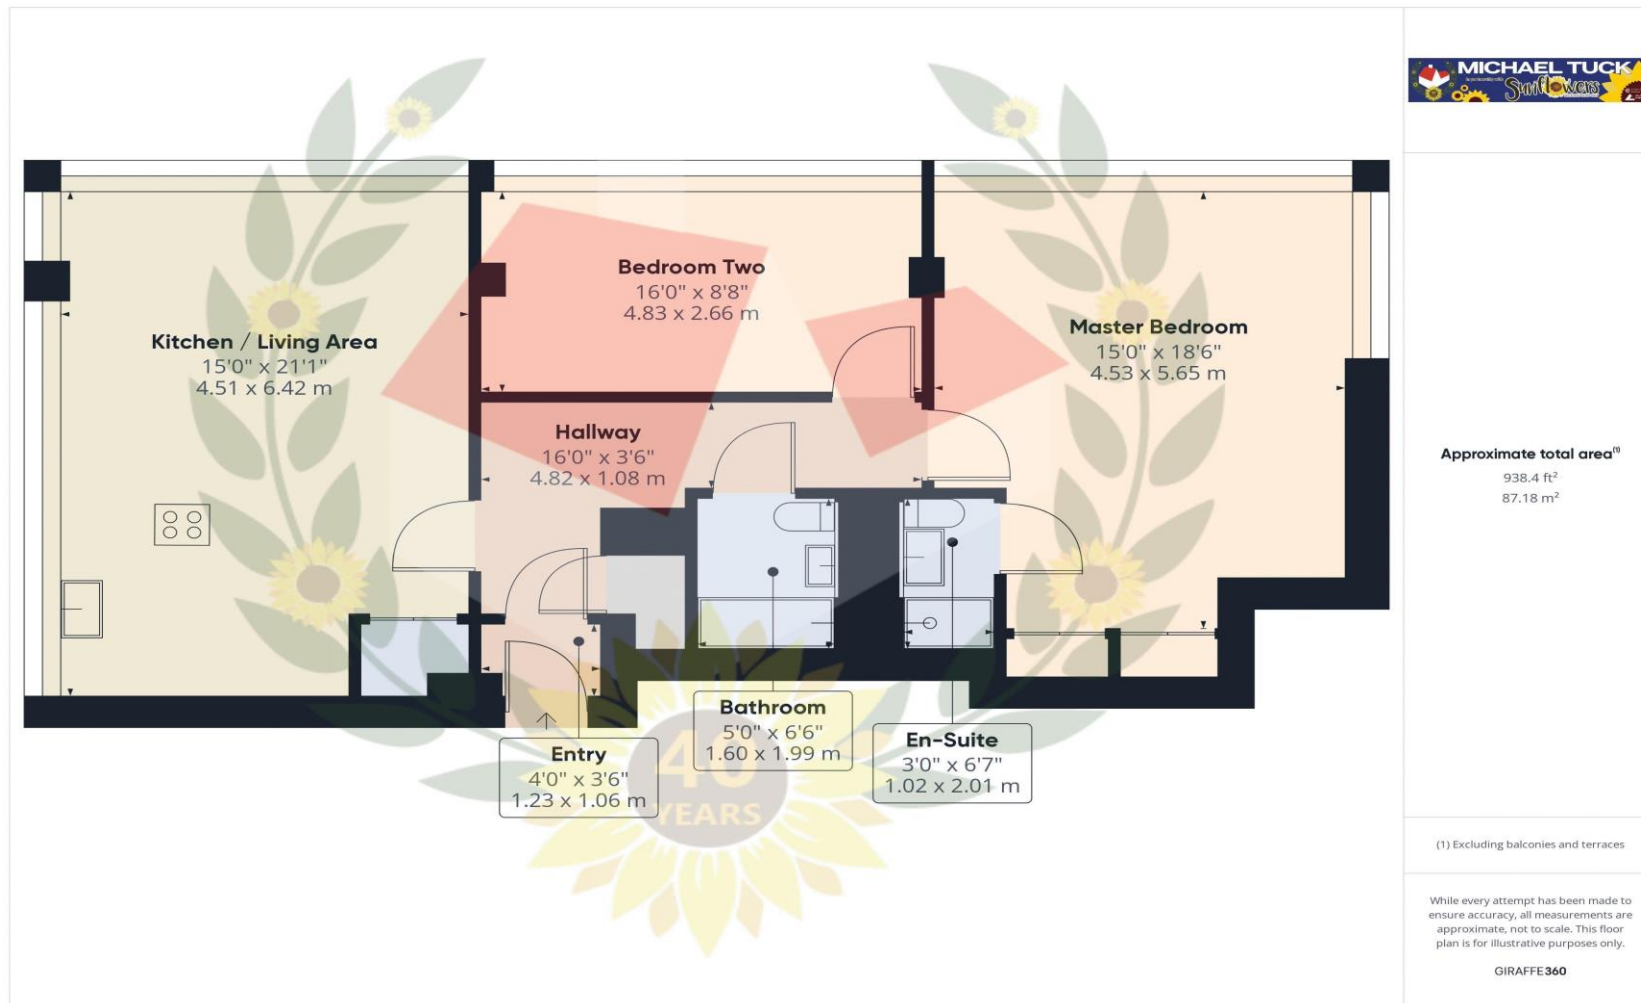 MICHAEL TUCK
Sunflowers
Kitchen / Living Area
15'0" x 21'1"
4.51 x 6.42 m
Bedroom Two
16'0" x 8'8"
4.83 x 2.66 m
Master Bedroom
15'0" x 18'6"
4.53 x 5.65 m
Hallway
16'0" x 3'6"
4.82 x 1.08 m
Entry
4'0" x 3'6"
1.23 x 1.06 m
Bathroom
5'0" x 6'6"
1.60 x 1.99 m
En-Suite
3'0" x 6'7"
1.02 x 2.01 m
40
YEARS
Approximate total area⁽¹⁾
938.4 ft²
87.18 m²
(1) Excluding balconies and terraces
While every attempt has been made to
ensure accuracy, all measurements are
approximate, not to scale. This floor
plan is for illustrative purposes only.
GIRAFFE360